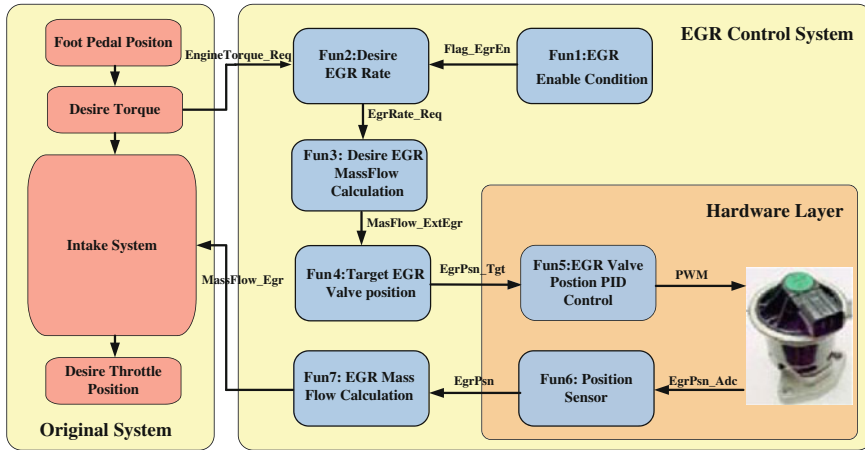 Foot Pedal Positon
Desire Torque
Intake System
Desire Throttle
Position
Original System
EngineTorque_Req
MassFlow_Egr
EGR Control System
Fun2:Desire
EGR Rate
Flag_EgrEn
Fun1:EGR
Enable Condition
EgrRate_Req
Fun3: Desire EGR
MassFlow
Calculation
MasFlow_ExtEgr
Fun4:Target EGR
Valve position
EgrPsn_Tgt
Hardware Layer
Fun5:EGR Valve
Postion PID
Control
PWM
Fun7: EGR Mass
Flow Calculation
EgrPsn
Fun6: Position
Sensor
EgrPsn_Adc